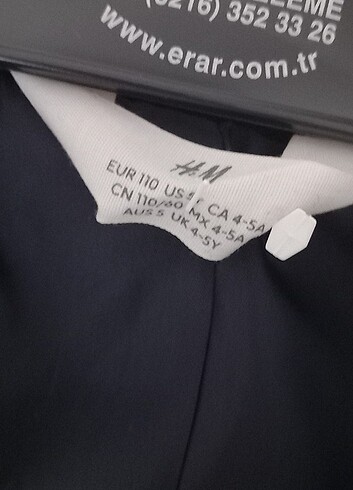 (0216) 352 33 26
www.erar.com.tr
H&M
EUR 110 US 5 CA 4-5A
CN 110/60 MX 4-5A
AUS 5 UK 4-5Y